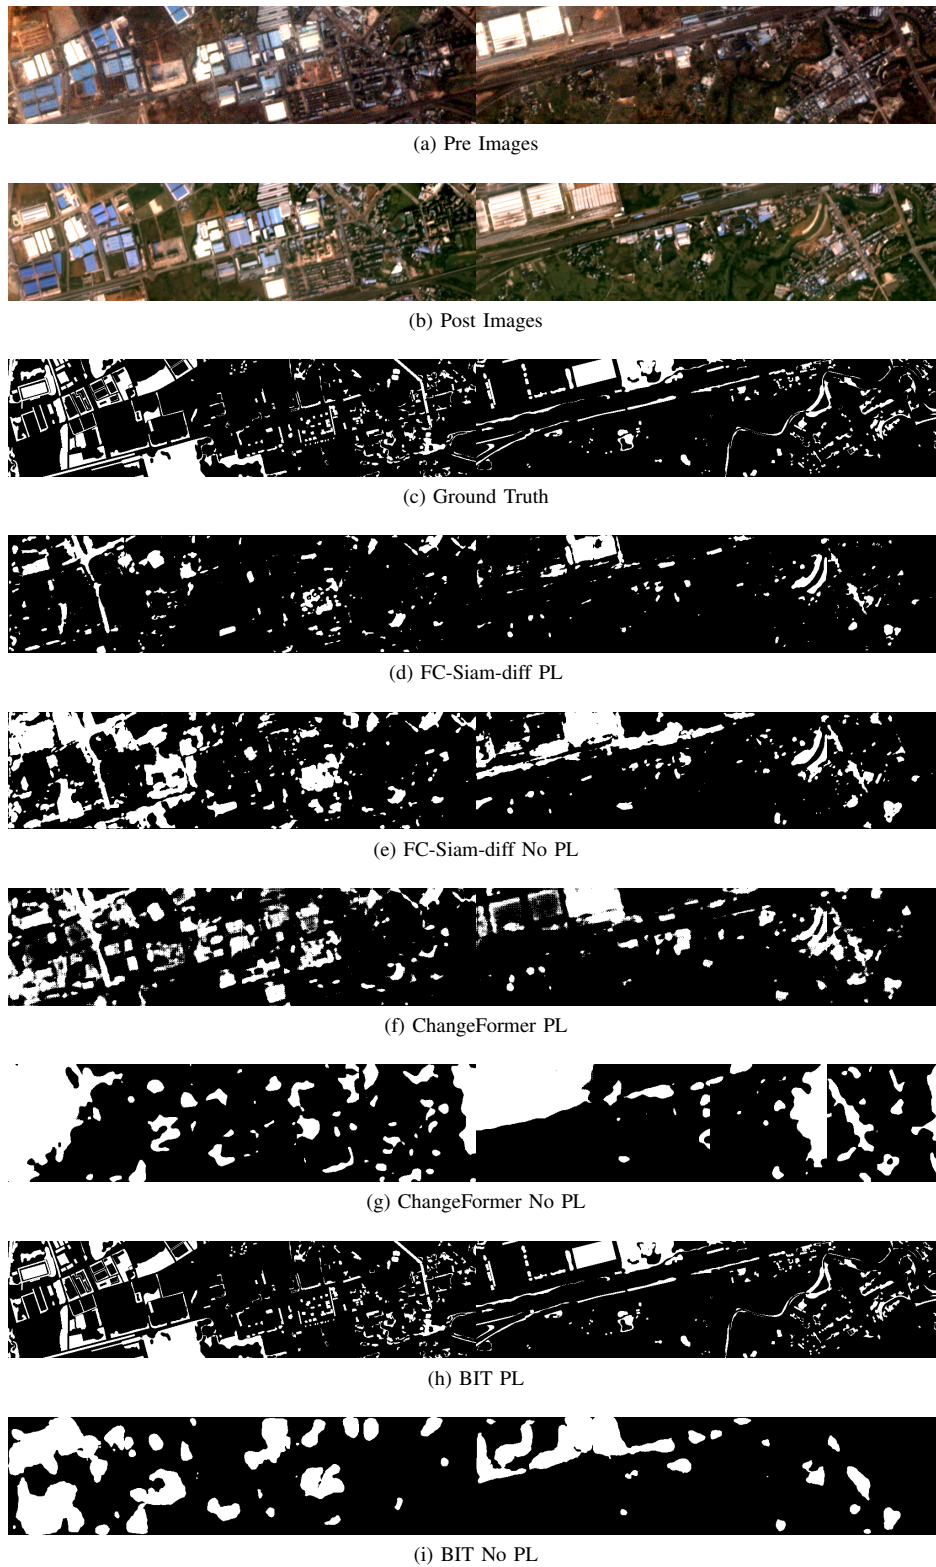 (a) Pre Images
(b) Post Images
(c) Ground Truth
(d) FC-Siam-diff PL
(e) FC-Siam-diff No PL
(f) ChangeFormer PL
(g) ChangeFormer No PL
(h) BIT PL
(i) BIT No PL